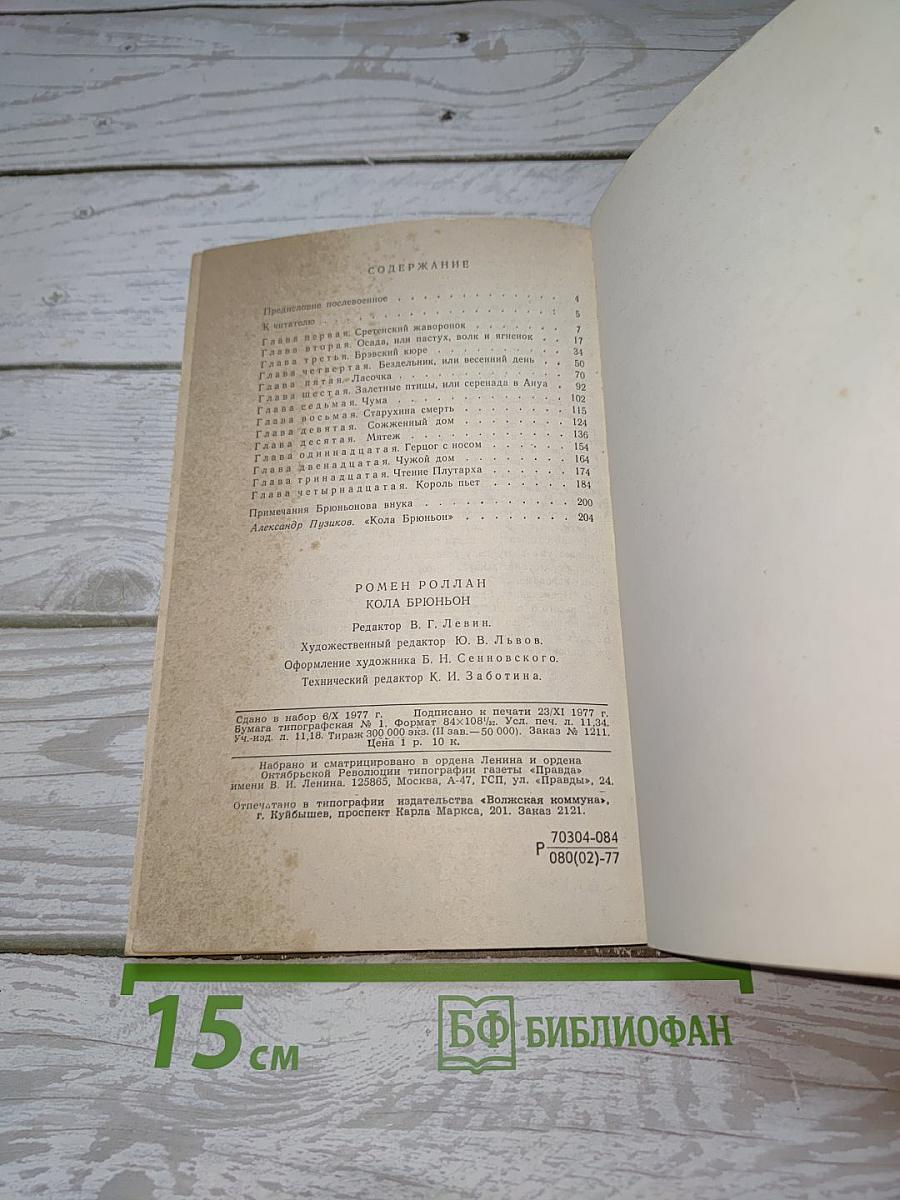 СОДЕРЖАНИЕ
Предисловие послевоенное . . . . . . . . . . . . 4
К читателю . . . . . . . . . . . . . . . . : 5
Глава первая. Сретенский жаворонок . . . . . . . 7
Глава вторая. Осада, или пастух, волк и ягненок . . 17
Глава третья. Брэвский кюре . . . . . . . . . . 34
Глава четвертая. Бездельник, или весенний день . . 50
Глава пятая. Ласочка . . . . . . . . . . . . . 70
Глава шестая. Залетные птицы, или серенада в Ануа . 92
Глава седьмая. Чума . . . . . . . . . . . . . 102
Глава восьмая. Старухина смерть . . . . . . . . 115
Глава девятая. Сожженный дом . . . . . . . . 124
Глава десятая. Мятеж . . . . . . . . . . . . 136
Глава одиннадцатая. Герцог с носом . . . . . . 154
Глава двенадцатая. Чужой дом . . . . . . . . 164
Глава тринадцатая. Чтение Плутарха . . . . . . 174
Глава четырнадцатая. Король пьет . . . . . . . 184
Примечания Брюньонова внука . . . . . . . . . . 200
Александр Пузиков. «Кола Брюньон» . . . . . . . . 204
РОМЕН РОЛЛАН
КОЛА БРЮНЬОН
Редактор В. Г. Левин.
Художественный редактор Ю. В. Львов.
Оформление художника Б. Н. Сенновского.
Технический редактор К. И. Заботина.
Сдано в набор 6/X 1977 г. Подписано к печати 23/XI 1977 г.
Бумага типографская № 1. Формат 84×108¹/₃₂. Усл. печ. л. 11,34.
Уч.-изд. л. 11,18. Тираж 300 000 экз. (II зав.—50 000). Заказ № 1211.
Цена 1 р. 10 к.
Набрано и сматрицировано в ордена Ленина и ордена
Октябрьской Революции типографии газеты «Правда»
имени В. И. Ленина. 125865, Москва, А-47, ГСП, ул. «Правды», 24.
Отпечатано в типографии издательства «Волжская коммуна»,
г. Куйбышев, проспект Карла Маркса, 201. Заказ 2121.
Р 70304-084
080(02)-77
15 см
БФ БИБЛИОФАН